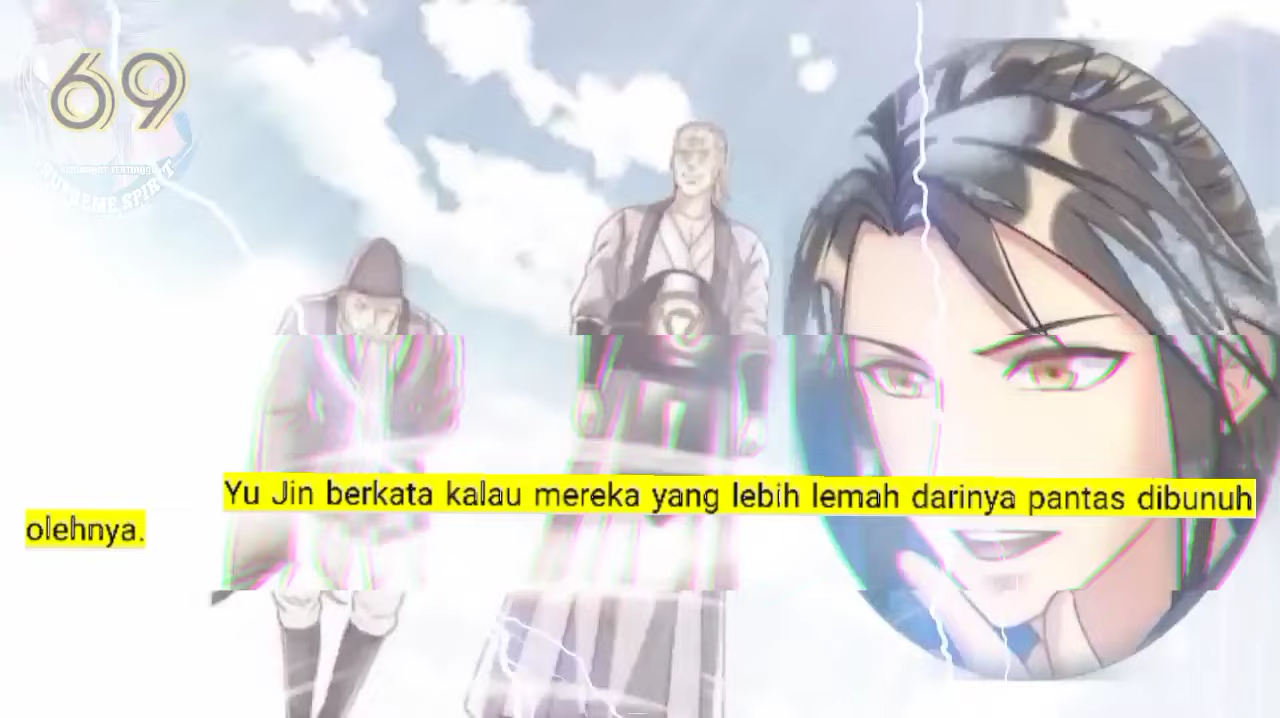 69
SUPREME SPIRIT
Yu Jin berkata kalau mereka yang lebih lemah darinya pantas dibunuh
olehnya.